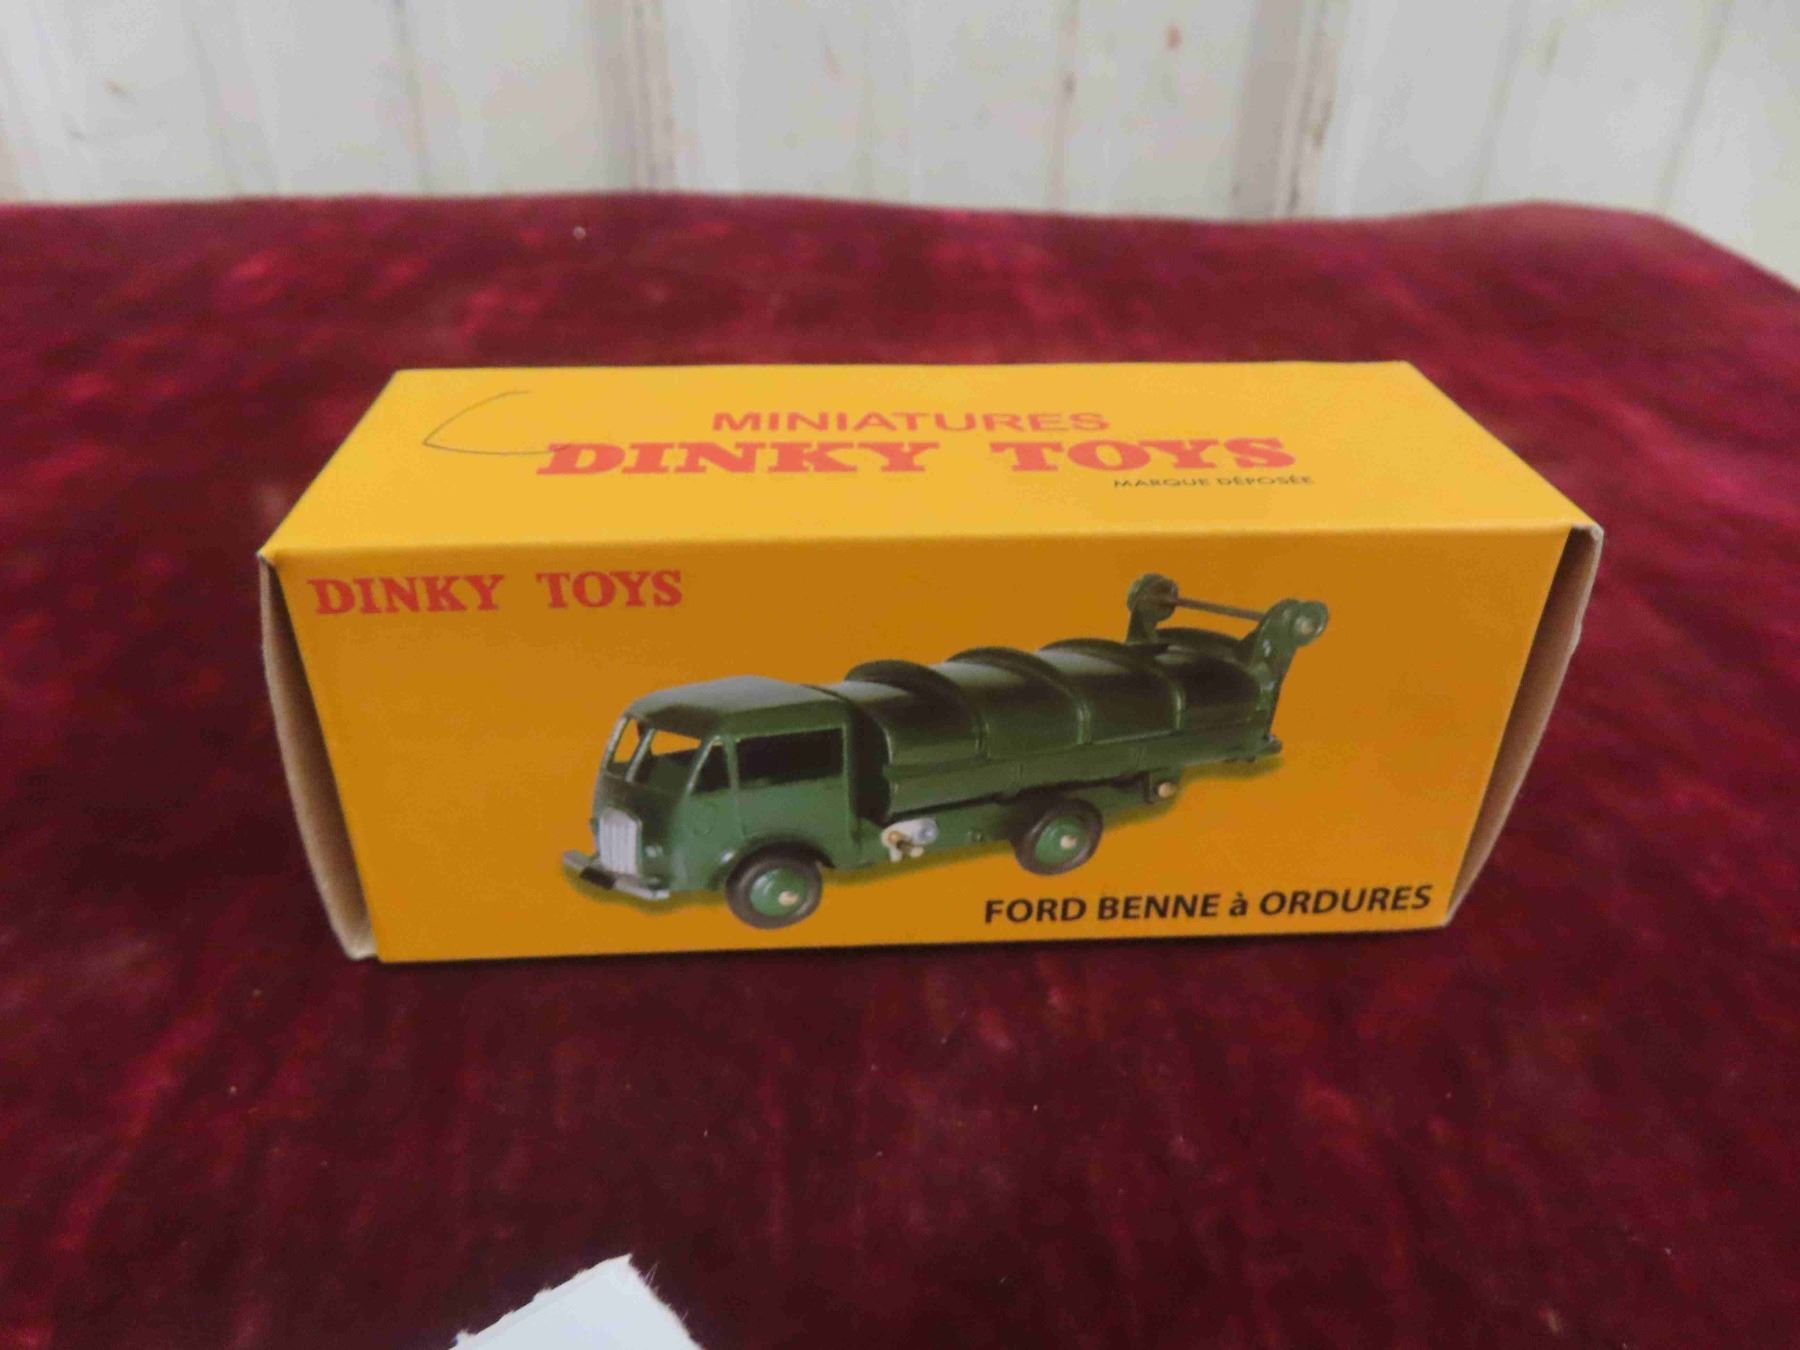 MINIATURES
DINKY TOYS
MARQUE DÉPOSÉE
DINKY TOYS
FORD BENNE à ORDURES